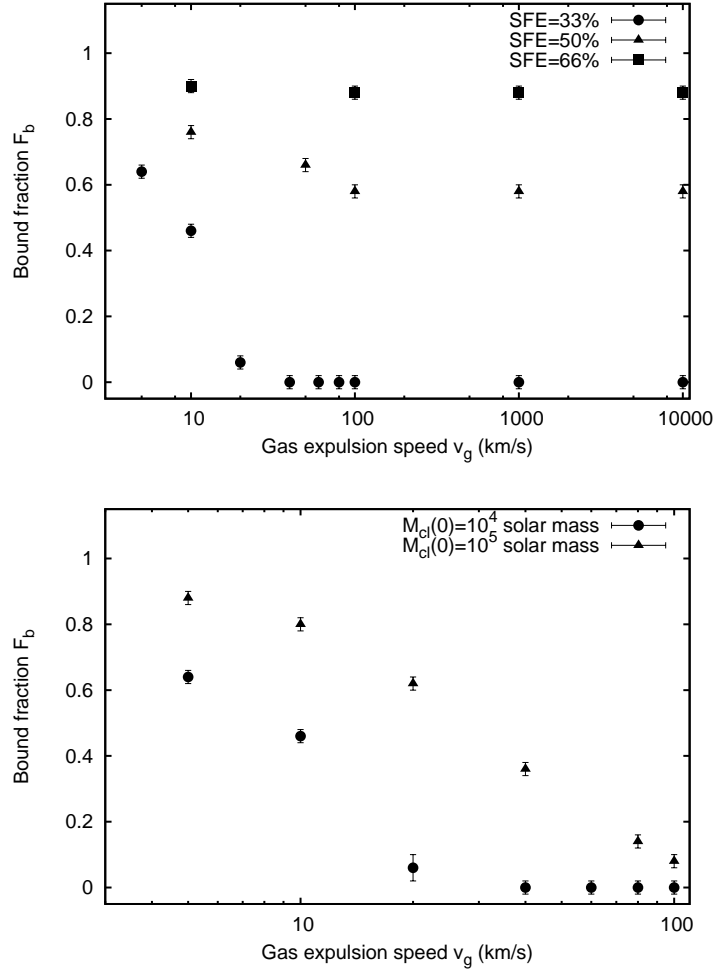 SFE=33%
SFE=50%
SFE=66%
1
0.8
0.6
0.4
0.2
0
Bound fraction F_b
10 100 1000 10000
Gas expulsion speed v_g (km/s)
M_cl(0)=10^4 solar mass
M_cl(0)=10^5 solar mass
1
0.8
0.6
0.4
0.2
0
Bound fraction F_b
10 100
Gas expulsion speed v_g (km/s)